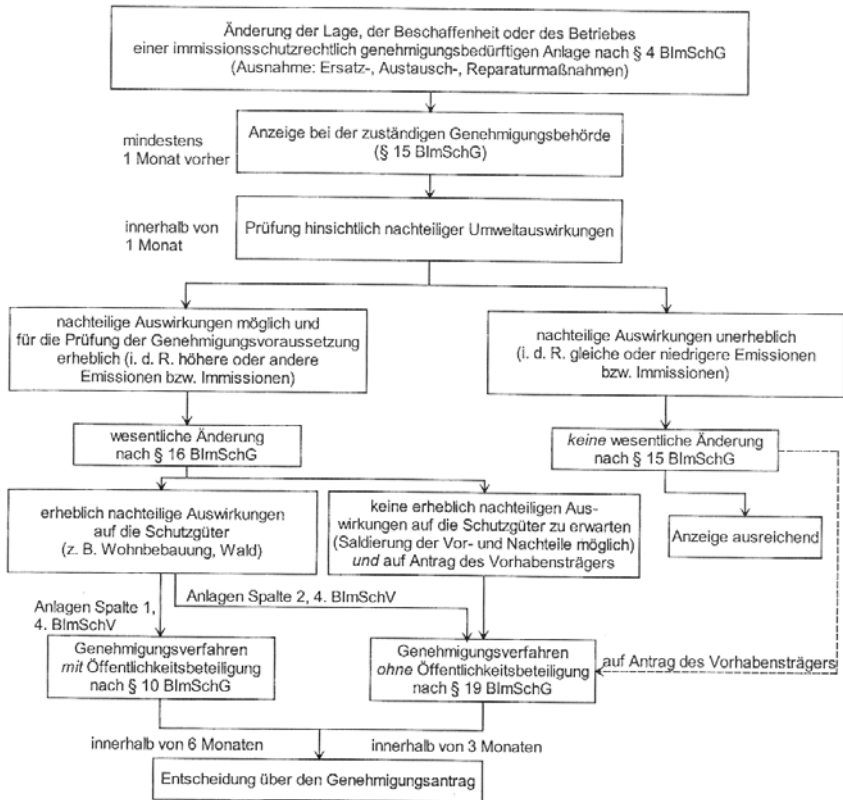 Änderung der Lage, der Beschaffenheit oder des Betriebes
einer immissionsschutzrechtlich genehmigungsbedürftigen Anlage nach § 4 BImSchG
(Ausnahme: Ersatz-, Austausch-, Reparaturmaßnahmen)
mindestens
1 Monat vorher
Anzeige bei der zuständigen Genehmigungsbehörde
(§ 15 BImSchG)
innerhalb von
1 Monat
Prüfung hinsichtlich nachteiliger Umweltauswirkungen
nachteilige Auswirkungen möglich und
für die Prüfung der Genehmigungsvoraussetzung
erheblich (i. d. R. höhere oder andere
Emissionen bzw. Immissionen)
nachteilige Auswirkungen unerheblich
(i. d. R. gleiche oder niedrigere Emissionen
bzw. Immissionen)
wesentliche Änderung
nach § 16 BImSchG
keine wesentliche Änderung
nach § 15 BImSchG
erheblich nachteilige Auswirkungen
auf die Schutzgüter
(z. B. Wohnbebauung, Wald)
keine erheblich nachteiligen Aus-
wirkungen auf die Schutzgüter zu erwarten
(Saldierung der Vor- und Nachteile möglich)
und auf Antrag des Vorhabensträgers
Anzeige ausreichend
Anlagen Spalte 1,
4. BImSchV
Anlagen Spalte 2, 4. BImSchV
Genehmigungsverfahren
mit Öffentlichkeitsbeteiligung
nach § 10 BImSchG
Genehmigungsverfahren
ohne Öffentlichkeitsbeteiligung
nach § 19 BImSchG
auf Antrag des Vorhabensträgers
innerhalb von 6 Monaten
innerhalb von 3 Monaten
Entscheidung über den Genehmigungsantrag